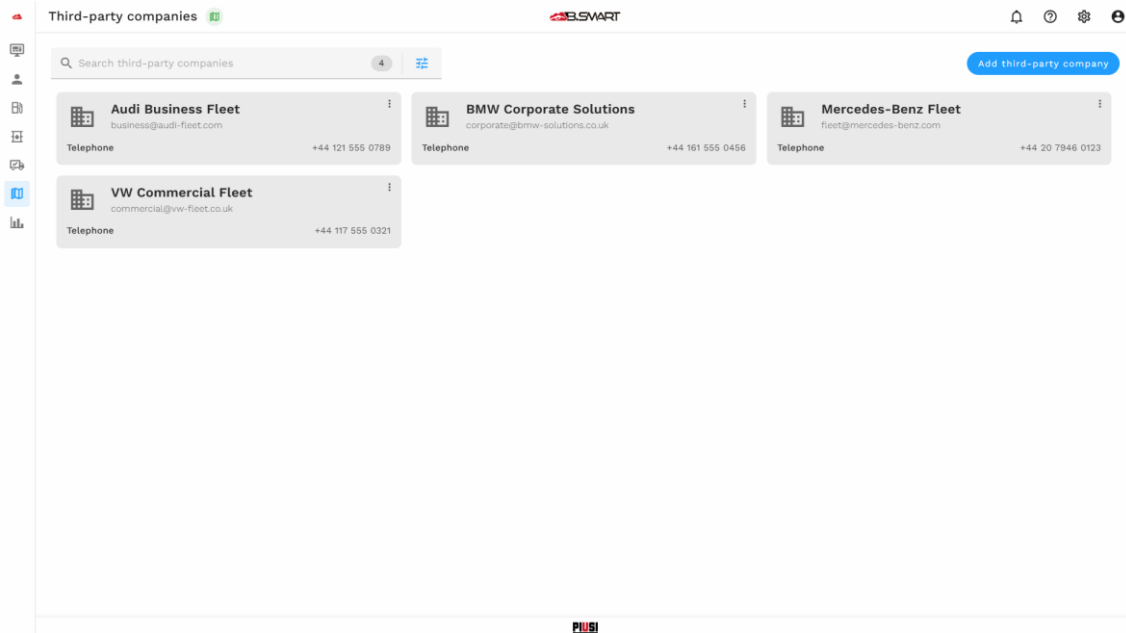 Third-party companies
B.SMART
Search third-party companies
4
Add third-party company
Audi Business Fleet
business@audi-fleet.com
Telephone
+44 121 555 0789
BMW Corporate Solutions
corporate@bmw-solutions.co.uk
Telephone
+44 161 555 0456
Mercedes-Benz Fleet
fleet@mercedes-benz.com
Telephone
+44 20 7946 0123
VW Commercial Fleet
commercial@vw-fleet.co.uk
Telephone
+44 117 555 0321
PIUSI